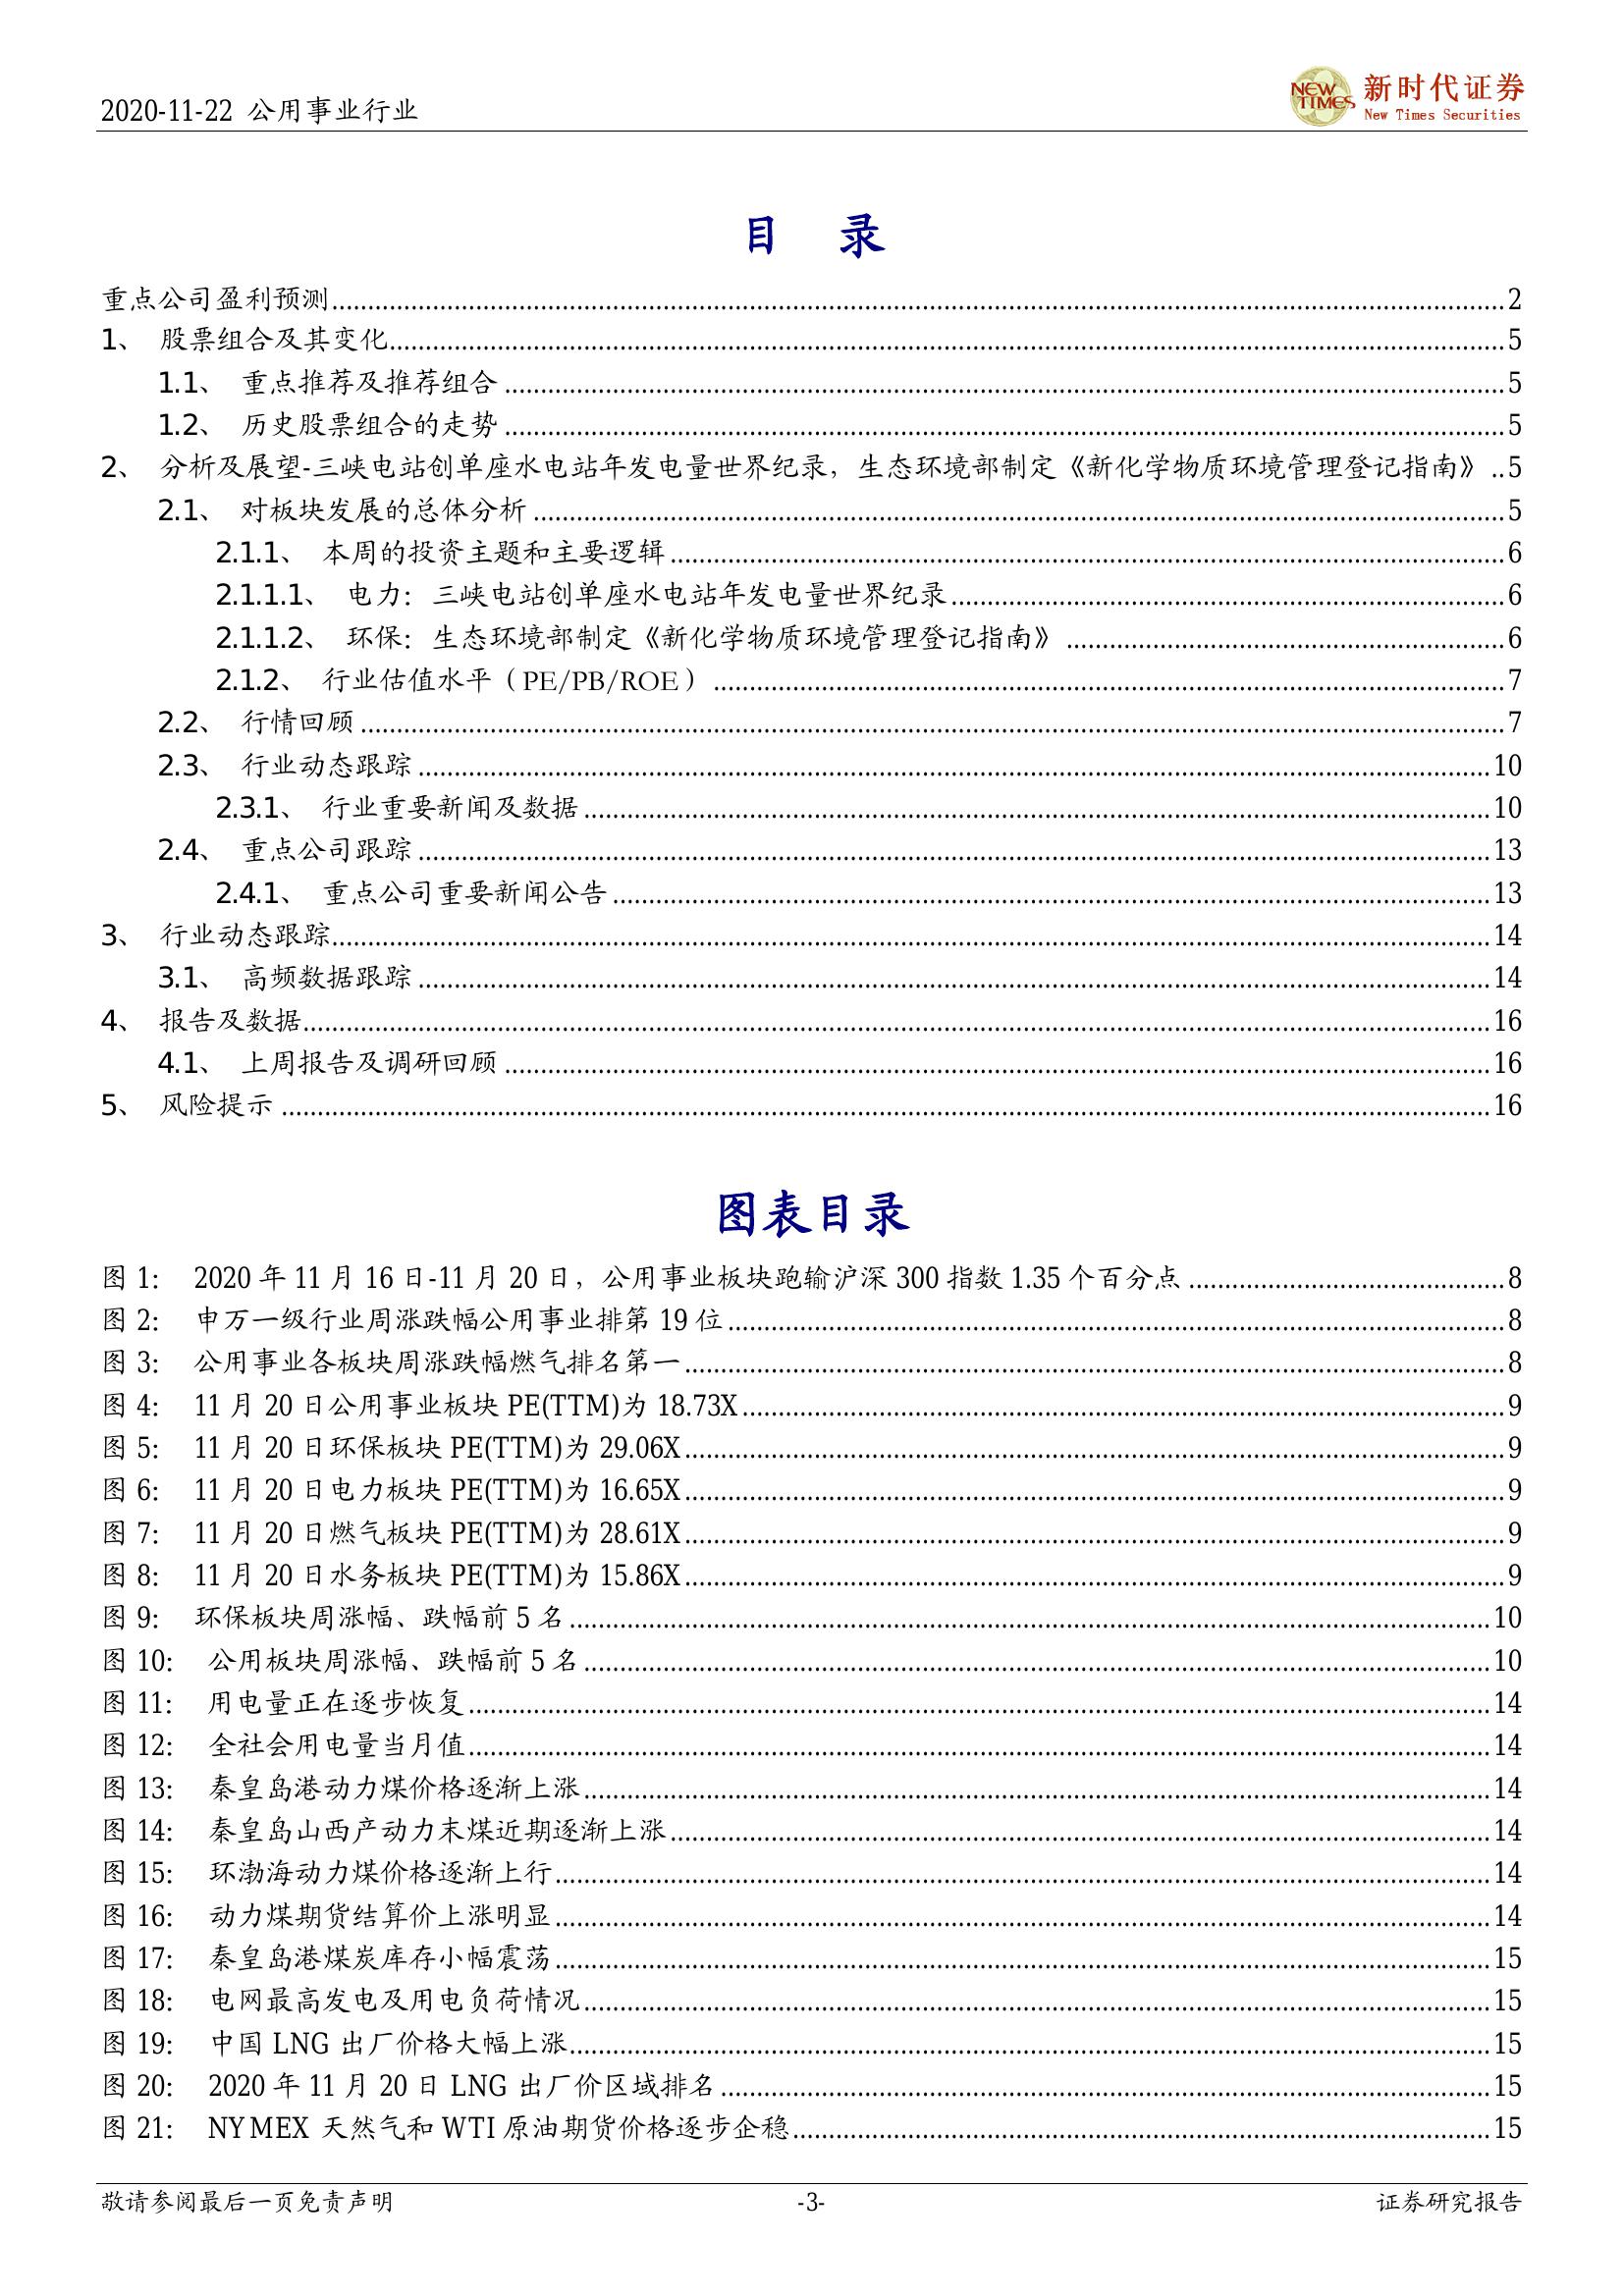 2020-11-22 公用事业行业
NEW TIMES
新时代证券
New Times Securities
目 录
重点公司盈利预测........2
1、 股票组合及其变化........5
1.1、 重点推荐及推荐组合........5
1.2、 历史股票组合的走势........5
2、 分析及展望-三峡电站创单座水电站年发电量世界纪录，生态环境部制定《新化学物质环境管理登记指南》..5
2.1、 对板块发展的总体分析........5
2.1.1、 本周的投资主题和主要逻辑........6
2.1.1.1、 电力：三峡电站创单座水电站年发电量世界纪录........6
2.1.1.2、 环保：生态环境部制定《新化学物质环境管理登记指南》........6
2.1.2、 行业估值水平（PE/PB/ROE）........7
2.2、 行情回顾........7
2.3、 行业动态跟踪........10
2.3.1、 行业重要新闻及数据........10
2.4、 重点公司跟踪........13
2.4.1、 重点公司重要新闻公告........13
3、 行业动态跟踪........14
3.1、 高频数据跟踪........14
4、 报告及数据........16
4.1、 上周报告及调研回顾........16
5、 风险提示........16
图表目录
图 1： 2020 年 11 月 16 日-11 月 20 日，公用事业板块跑输沪深 300 指数 1.35 个百分点........8
图 2： 申万一级行业周涨跌幅公用事业排第 19 位........8
图 3： 公用事业各板块周涨跌幅燃气排名第一........8
图 4： 11 月 20 日公用事业板块 PE(TTM)为 18.73X........9
图 5： 11 月 20 日环保板块 PE(TTM)为 29.06X........9
图 6： 11 月 20 日电力板块 PE(TTM)为 16.65X........9
图 7： 11 月 20 日燃气板块 PE(TTM)为 28.61X........9
图 8： 11 月 20 日水务板块 PE(TTM)为 15.86X........9
图 9： 环保板块周涨幅、跌幅前 5 名........10
图 10： 公用板块周涨幅、跌幅前 5 名........10
图 11： 用电量正在逐步恢复........14
图 12： 全社会用电量当月值........14
图 13： 秦皇岛港动力煤价格逐渐上涨........14
图 14： 秦皇岛山西产动力末煤近期逐渐上涨........14
图 15： 环渤海动力煤价格逐渐上行........14
图 16： 动力煤期货结算价上涨明显........14
图 17： 秦皇岛港煤炭库存小幅震荡........15
图 18： 电网最高发电及用电负荷情况........15
图 19： 中国 LNG 出厂价格大幅上涨........15
图 20： 2020 年 11 月 20 日 LNG 出厂价区域排名........15
图 21： NYMEX 天然气和 WTI 原油期货价格逐步企稳........15
敬请参阅最后一页免责声明
-3-
证券研究报告